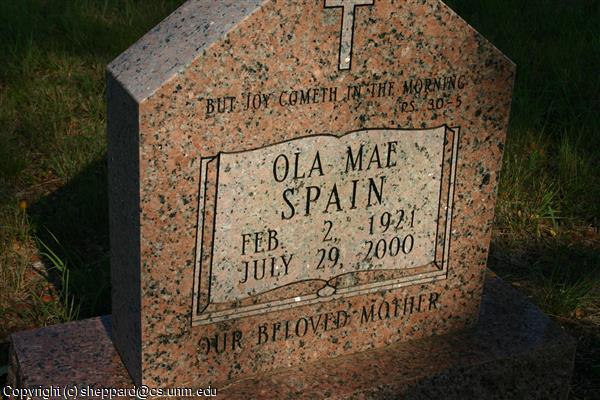 BUT JOY COMETH IN THE MORNING
PS. 30-5
OLA MAE
SPAIN
FEB. 2, 1921
JULY 29, 2000
OUR BELOVED MOTHER
Copyright (c) sheppard@cs.unm.edu